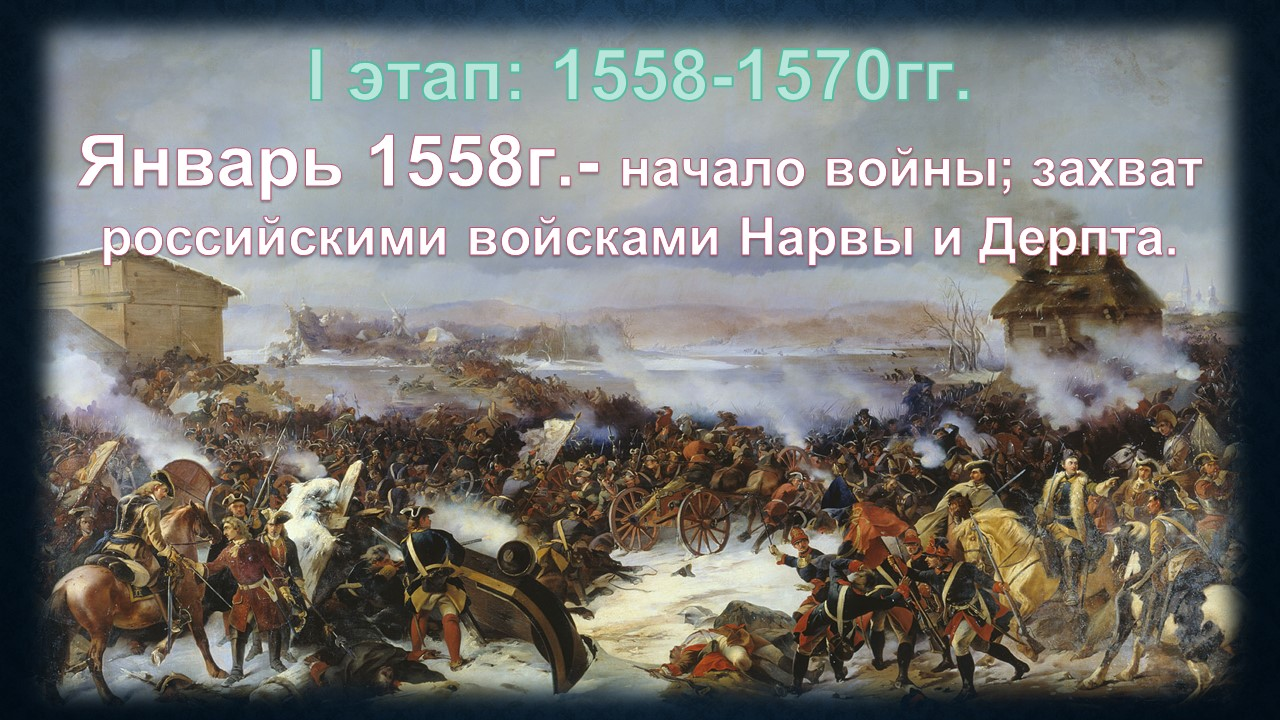 I этап: 1558-1570гг.
Январь 1558г.- начало войны; захват
российскими войсками Нарвы и Дерпта.